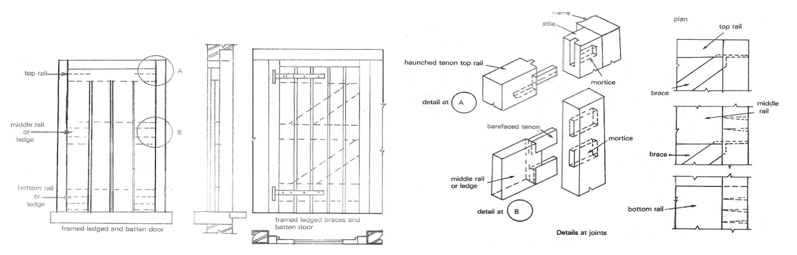 top rail
A
middle rail
or
ledge
B
bottom rail
or
ledge
framed ledged and batten door
framed ledged braces and
batten door
stile
haunched tenon top rail
mortice
detail at A
barefaced tenon
mortice
middle rail
or ledge
detail at B
Details at joints
plan
top rail
brace
middle
rail
brace
bottom rail